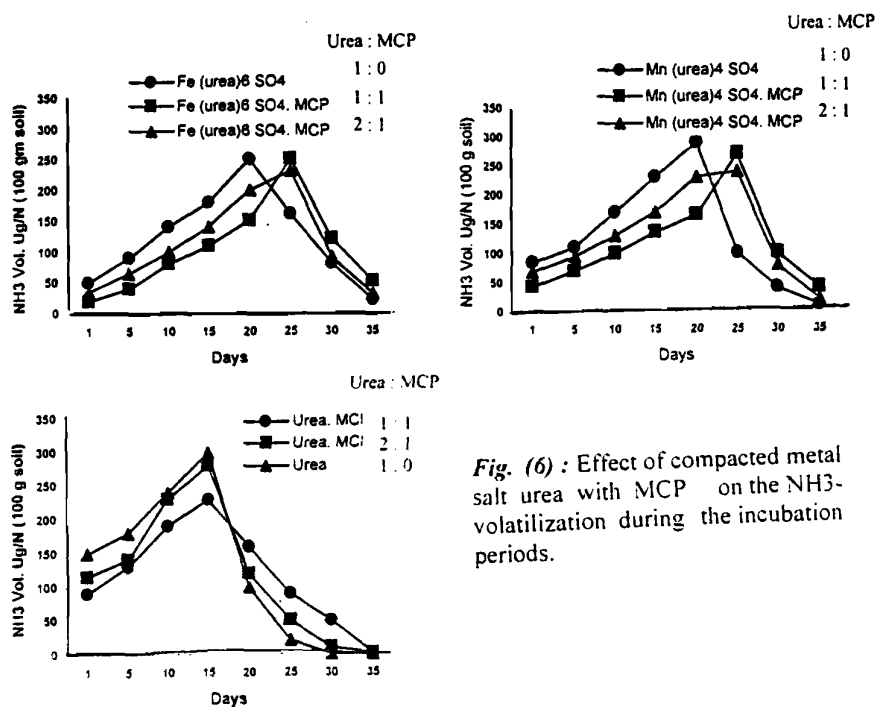 Urea : MCP
Fe (urea)6 SO4 1 : 0
Fe (urea)6 SO4. MCP 1 : 1
Fe (urea)6 SO4. MCP 2 : 1
NH3 Vol. Ug/N (100 gm soil)
350
300
250
200
150
100
50
0
1 5 10 15 20 25 30 35
Days
Urea : MCP
Mn (urea)4 SO4 1 : 0
Mn (urea)4 SO4. MCP 1 : 1
Mn (urea)4 SO4. MCP 2 : 1
NH3 Vol. Ug/N (100 g soil)
350
300
250
200
150
100
50
0
1 5 10 15 20 25 30 35
Days
Urea : MCP
Urea. MCl 1 : 1
Urea. MCl 2 : 1
Urea 1 : 0
NH3 Vol. Ug/N (100 g soil)
350
300
250
200
150
100
50
0
1 5 10 15 20 25 30 35
Days
Fig. (6) : Effect of compacted metal
salt urea with MCP on the NH3-
volatilization during the incubation
periods.